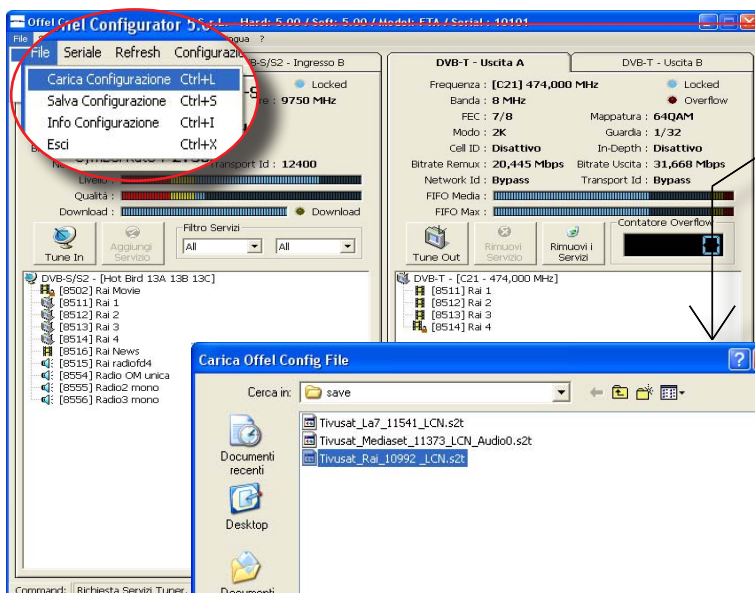 Offel Configurator 5.0 S.r.L. - Hard: 5.00 / Soft: 5.00 / Model: ETA / Serial : 10101
File Seriale Refresh Configurazio
Lingua ?
Carica Configurazione Ctrl+L
Salva Configurazione Ctrl+S
Info Configurazione Ctrl+I
Esci Ctrl+X
DVB-S/S2 - Ingresso B
Locked
: 9750 MHz
Transport Id : 12400
Livello :
Qualità :
Download : Download
Tune In
Aggiungi Servizio
Filtro Servizi
All All
DVB-S/S2 - [Hot Bird 13A 13B 13C]
[8502] Rai Movie
[8511] Rai 1
[8512] Rai 2
[8513] Rai 3
[8514] Rai 4
[8516] Rai News
[8515] Rai radiofd4
[8554] Radio OM unica
[8555] Radio2 mono
[8556] Radio3 mono
DVB-T - Uscita A DVB-T - Uscita B
Frequenza : [C21] 474,000 MHz Locked
Banda : 8 MHz Overflow
FEC : 7/8 Mappatura : 64QAM
Modo : 2K Guardia : 1/32
Cell ID : Disattivo In-Depth : Disattivo
Bitrate Remux : 20,445 Mbps Bitrate Uscita : 31,668 Mbps
Network Id : Bypass Transport Id : Bypass
FIFO Media :
FIFO Max :
Tune Out
Rimuovi Servizio
Rimuovi i Servizi
Contatore Overflow
0
DVB-T - [C21 - 474,000 MHz]
[8511] Rai 1
[8512] Rai 2
[8513] Rai 3
[8514] Rai 4
Carica Offel Config File
Cerca in: save
Documenti recenti
Desktop
Documenti
Tivusat_La7_11541_LCN.s2t
Tivusat_Mediaset_11373_LCN_Audio0.s2t
Tivusat_Rai_10992 _LCN.s2t
Command: Richiesta Servizi Tuner.